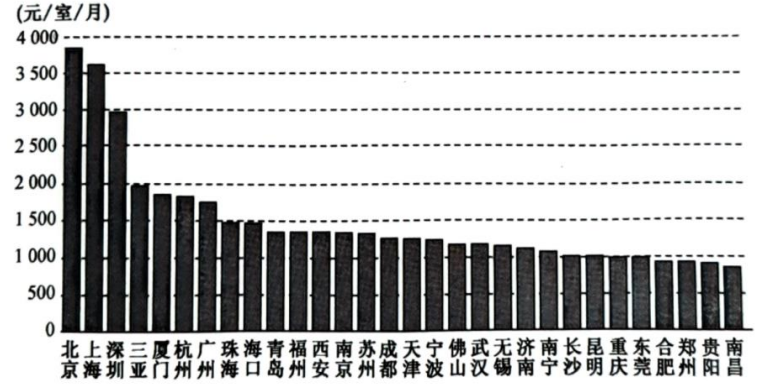 (元/室/月)
4 000
3 500
3 000
2 500
2 000
1 500
1 000
500
0
北京
上海
深圳
三亚
厦门
杭州
广州
珠海
海口
青岛
福州
西安
南京
苏州
成都
天津
宁波
佛山
武汉
无锡
济南
南宁
长沙
昆明
重庆
东莞
合肥
郑州
贵阳
南昌